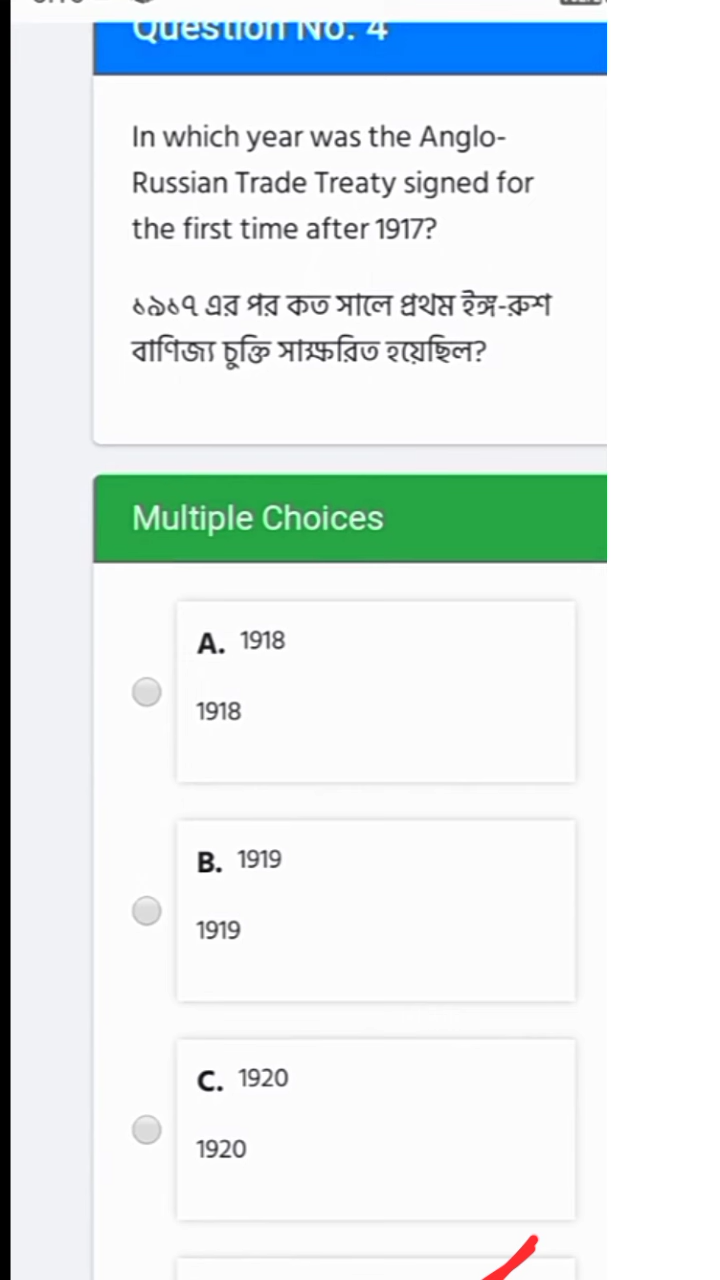 Question No. 4
In which year was the Anglo-
Russian Trade Treaty signed for
the first time after 1917?
১৯১৭ এর পর কত সালে প্রথম ইঙ্গ-রুশ
বাণিজ্য চুক্তি সাক্ষরিত হয়েছিল?
Multiple Choices
A. 1918
1918
B. 1919
1919
C. 1920
1920